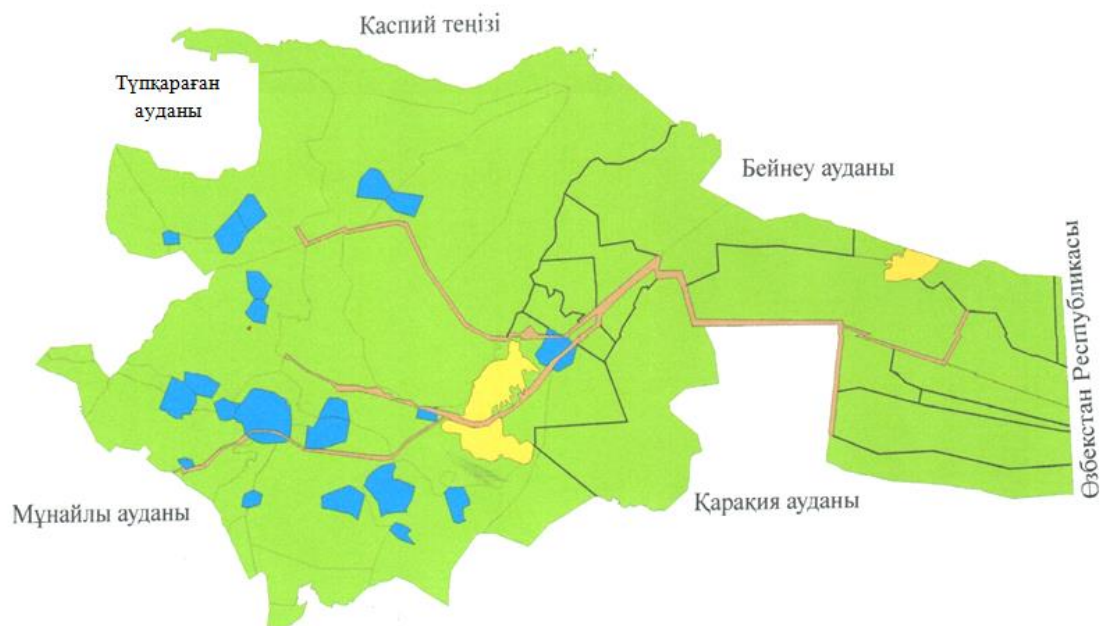 Каспий теңізі
Түпқараған
ауданы
Бейнеу ауданы
Өзбекстан Республикасы
Қарақия ауданы
Мұнайлы ауданы